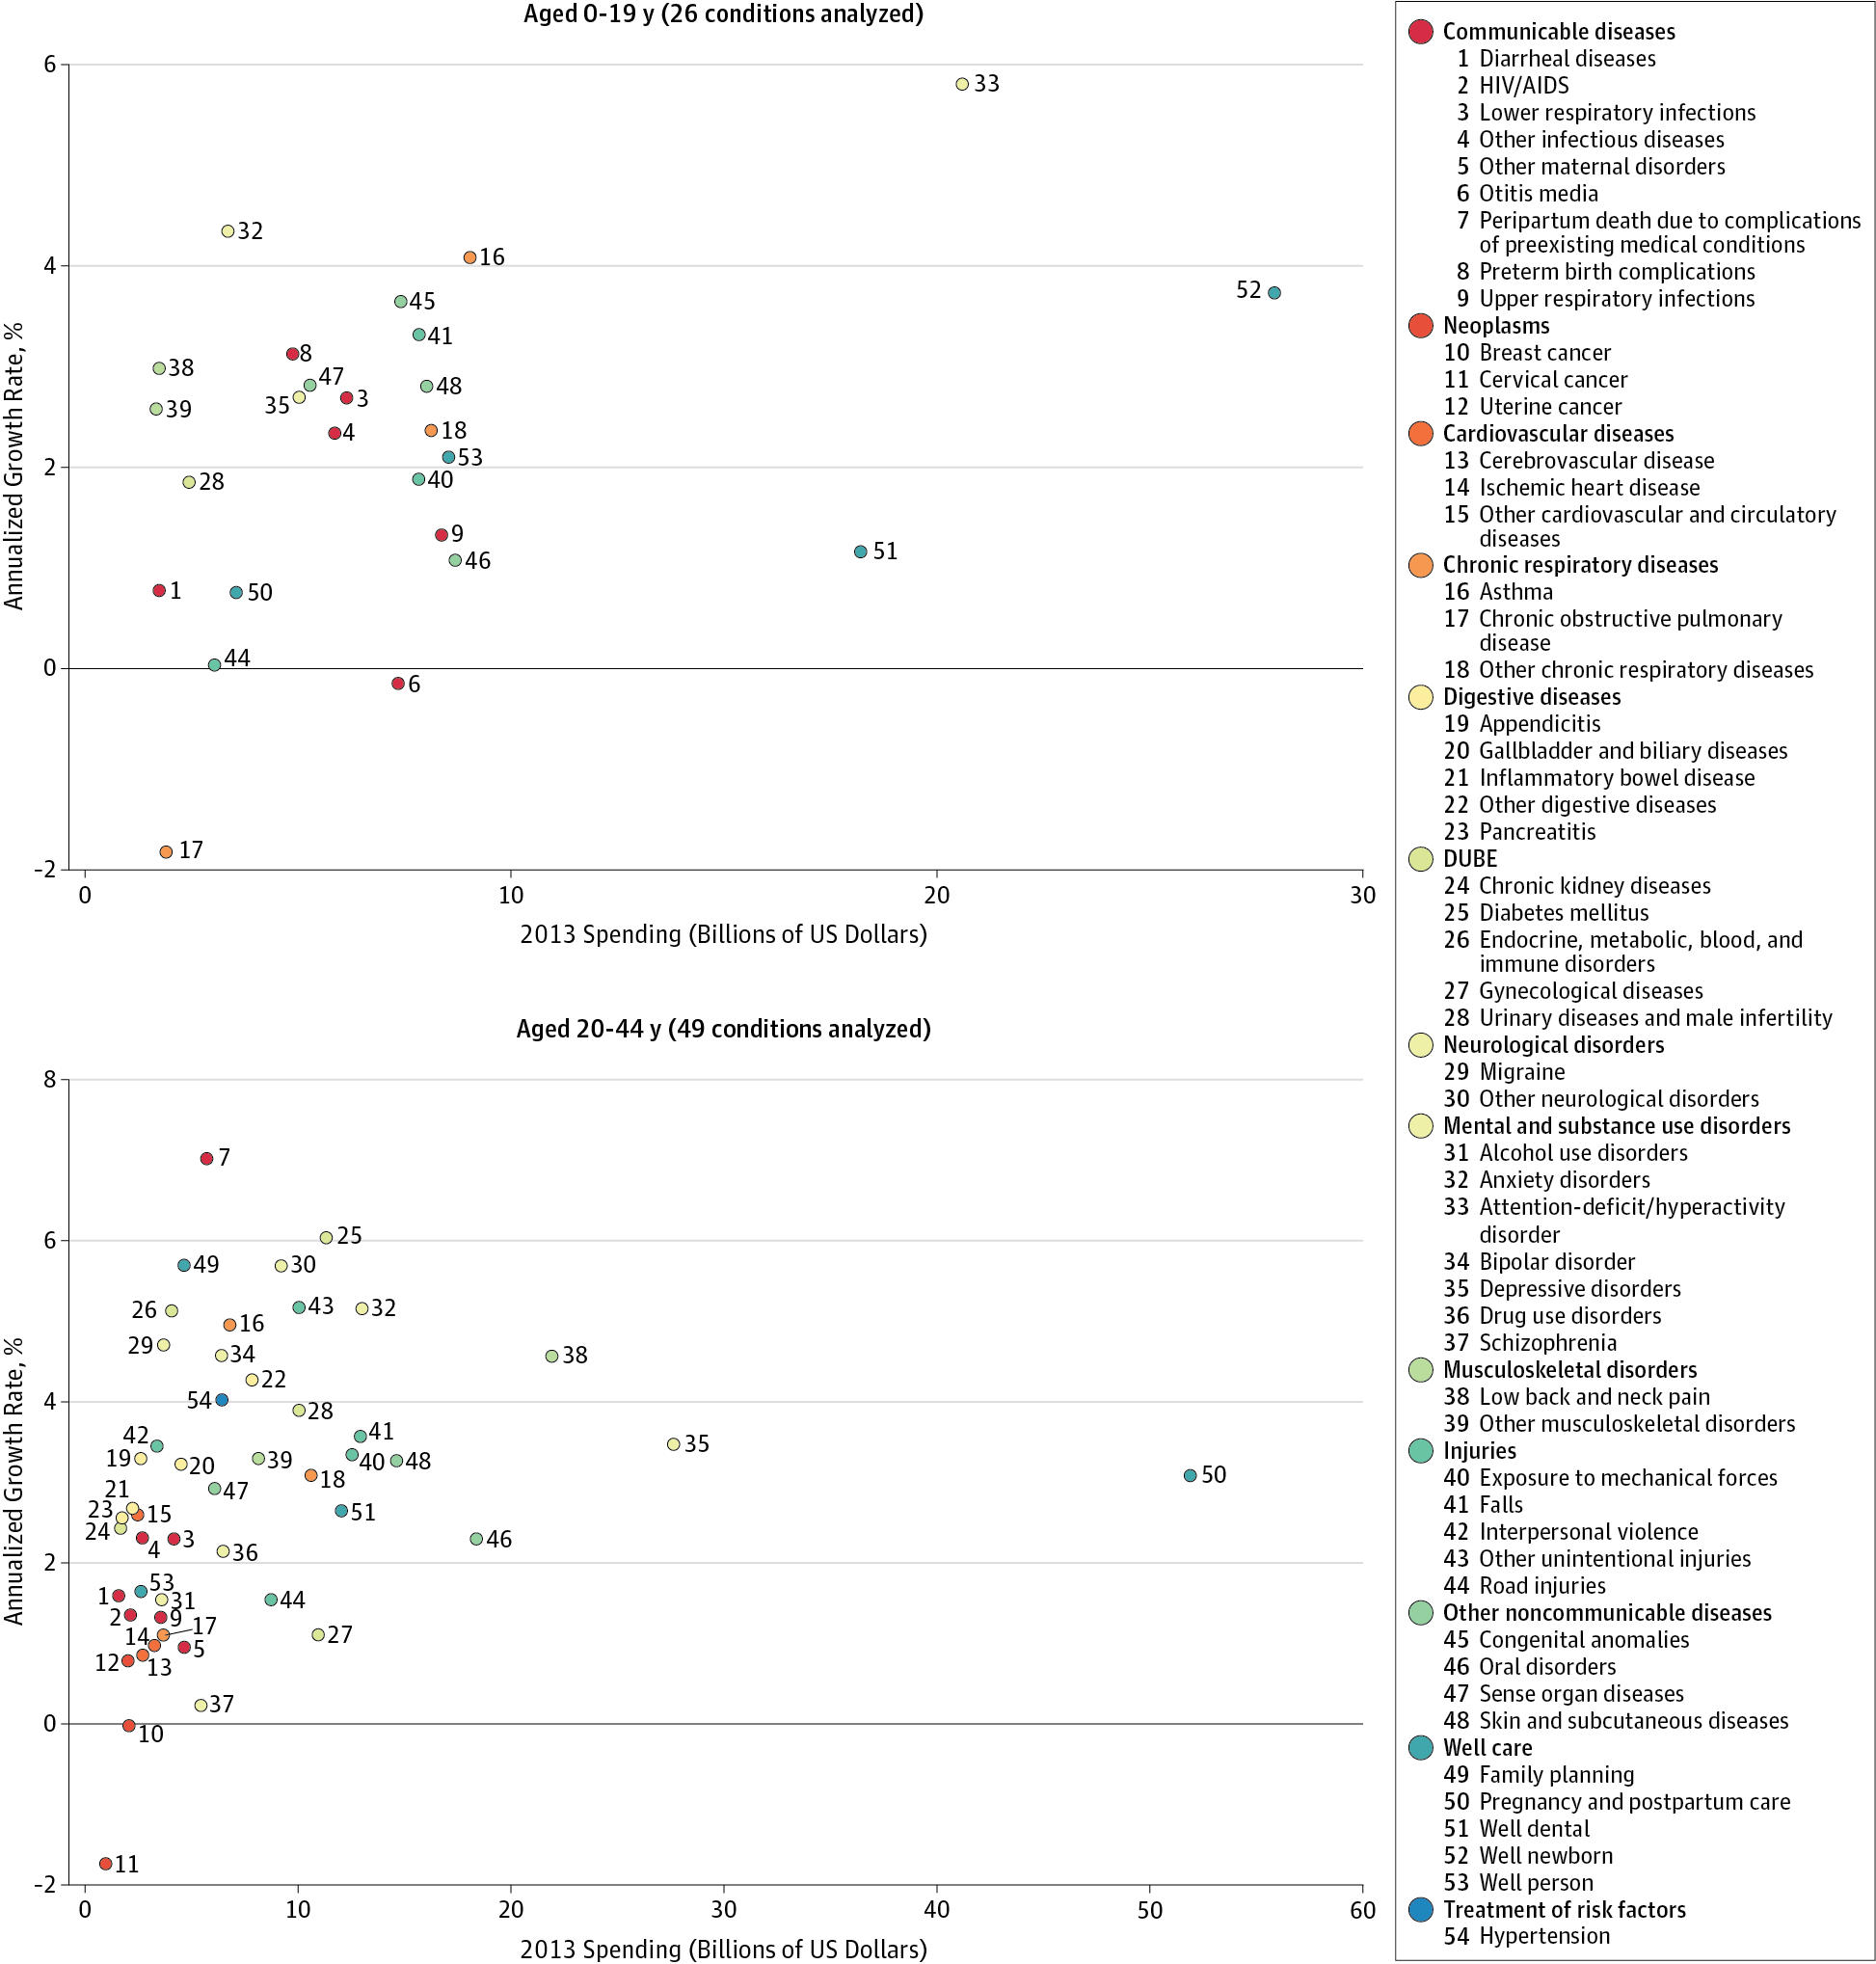 Aged 0-19 y (26 conditions analyzed)
6
4
2
0
-2
Annualized Growth Rate, %
33
32
16
52
45
41
8
38
47
48
35
3
39
4
18
53
28
40
9
51
46
1
50
44
6
17
0
10
20
30
2013 Spending (Billions of US Dollars)
Aged 20-44 y (49 conditions analyzed)
8
6
4
2
0
-2
Annualized Growth Rate, %
7
25
49
30
26
43
32
16
29
34
38
22
54
28
42
41
35
19
20
39
40
48
18
50
21
47
23
15
51
24
4
3
46
36
53
1
31
44
2
9
17
14
27
5
12
13
37
10
11
0
10
20
30
40
50
60
2013 Spending (Billions of US Dollars)
Communicable diseases
1 Diarrheal diseases
2 HIV/AIDS
3 Lower respiratory infections
4 Other infectious diseases
5 Other maternal disorders
6 Otitis media
7 Peripartum death due to complications
of preexisting medical conditions
8 Preterm birth complications
9 Upper respiratory infections
Neoplasms
10 Breast cancer
11 Cervical cancer
12 Uterine cancer
Cardiovascular diseases
13 Cerebrovascular disease
14 Ischemic heart disease
15 Other cardiovascular and circulatory
diseases
Chronic respiratory diseases
16 Asthma
17 Chronic obstructive pulmonary
disease
18 Other chronic respiratory diseases
Digestive diseases
19 Appendicitis
20 Gallbladder and biliary diseases
21 Inflammatory bowel disease
22 Other digestive diseases
23 Pancreatitis
DUBE
24 Chronic kidney diseases
25 Diabetes mellitus
26 Endocrine, metabolic, blood, and
immune disorders
27 Gynecological diseases
28 Urinary diseases and male infertility
Neurological disorders
29 Migraine
30 Other neurological disorders
Mental and substance use disorders
31 Alcohol use disorders
32 Anxiety disorders
33 Attention-deficit/hyperactivity
disorder
34 Bipolar disorder
35 Depressive disorders
36 Drug use disorders
37 Schizophrenia
Musculoskeletal disorders
38 Low back and neck pain
39 Other musculoskeletal disorders
Injuries
40 Exposure to mechanical forces
41 Falls
42 Interpersonal violence
43 Other unintentional injuries
44 Road injuries
Other noncommunicable diseases
45 Congenital anomalies
46 Oral disorders
47 Sense organ diseases
48 Skin and subcutaneous diseases
Well care
49 Family planning
50 Pregnancy and postpartum care
51 Well dental
52 Well newborn
53 Well person
Treatment of risk factors
54 Hypertension